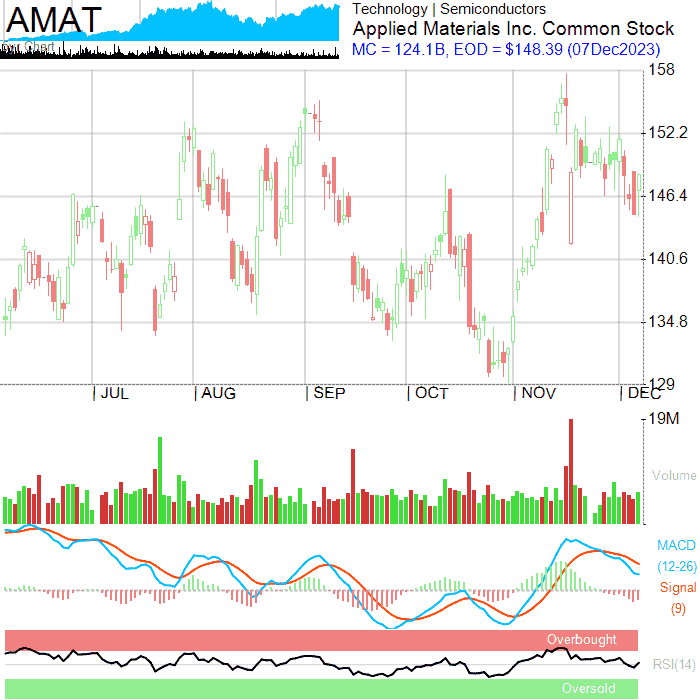 AMAT
Technology | Semiconductors
Applied Materials Inc. Common Stock
MC = 124.1B, EOD = $148.39 (07Dec2023)
Chart
158
152.2
146.4
140.6
134.8
129
JUL AUG SEP OCT NOV DEC
19M
Volume
MACD
(12-26)
Signal
(9)
Overbought
RSI(14)
Oversold